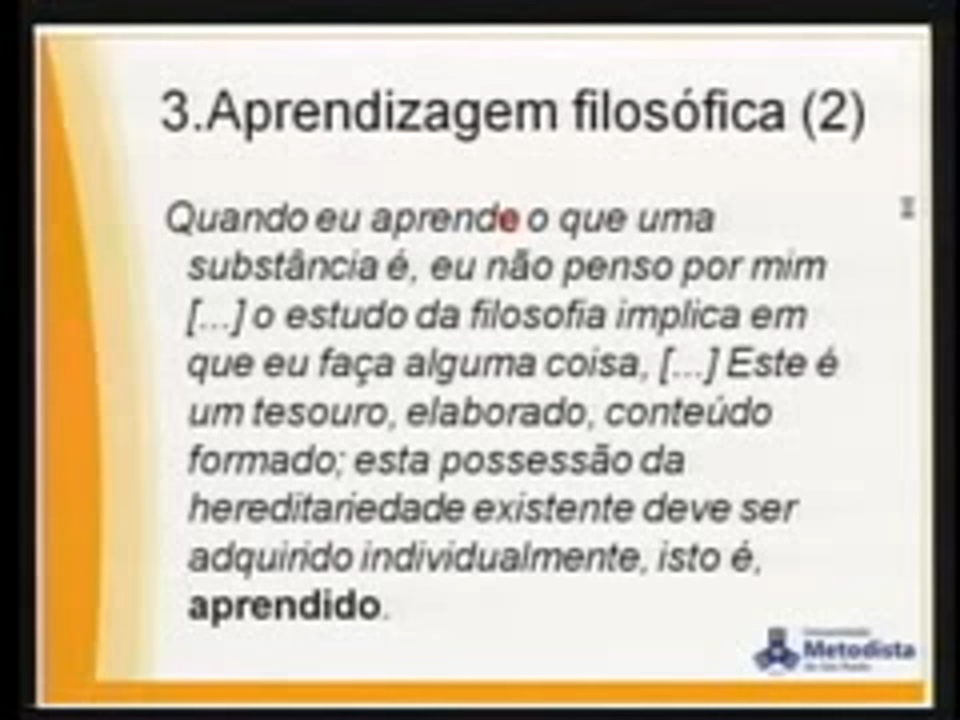 3.Aprendizagem filosófica (2)
Quando eu aprende o que uma
substância é, eu não penso por mim
[...] o estudo da filosofia implica em
que eu faça alguma coisa, [...] Este é
um tesouro, elaborado, conteúdo
formado; esta possessão da
hereditariedade existente deve ser
adquirido individualmente, isto é,
aprendido.
Metodista